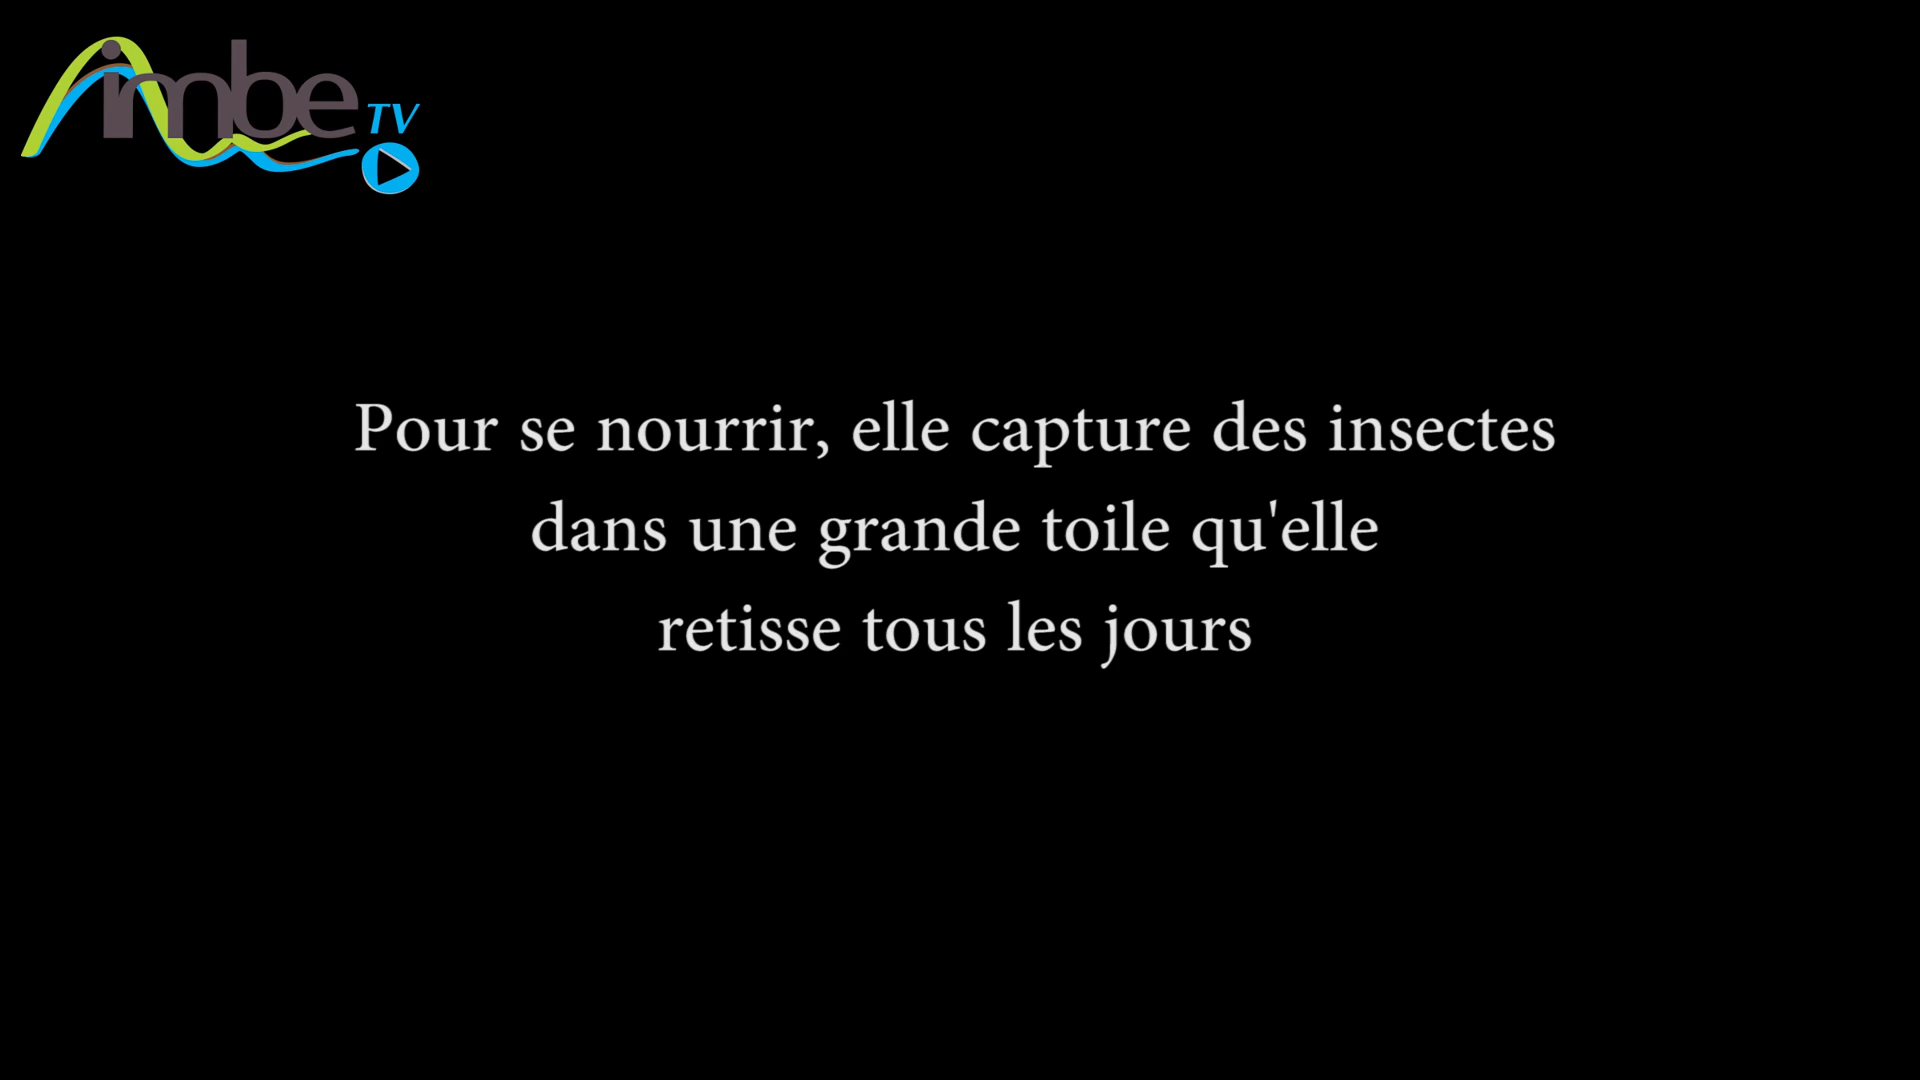 imbe TV
Pour se nourrir, elle capture des insectes
dans une grande toile qu'elle
retisse tous les jours